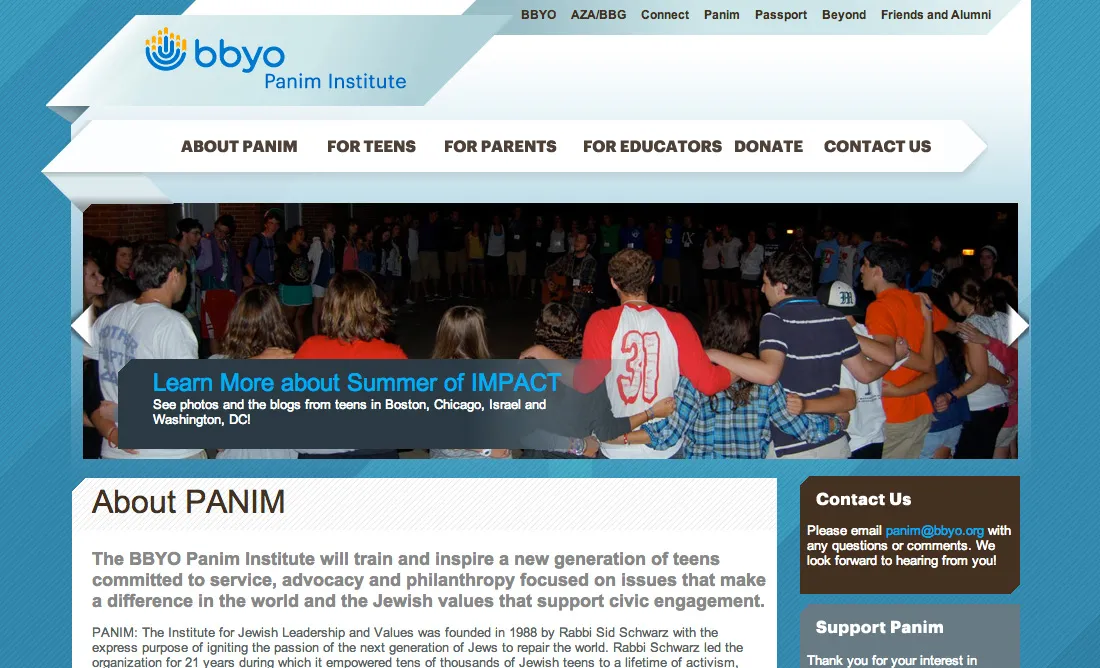 BBYO AZA/BBG Connect Panim Passport Beyond Friends and Alumni
bbyo
Panim Institute
ABOUT PANIM FOR TEENS FOR PARENTS FOR EDUCATORS DONATE CONTACT US
31
M
Learn More about Summer of IMPACT
See photos and the blogs from teens in Boston, Chicago, Israel and
Washington, DC!
About PANIM
The BBYO Panim Institute will train and inspire a new generation of teens
committed to service, advocacy and philanthropy focused on issues that make
a difference in the world and the Jewish values that support civic engagement.
PANIM: The Institute for Jewish Leadership and Values was founded in 1988 by Rabbi Sid Schwarz with the
express purpose of igniting the passion of the next generation of Jews to repair the world. Rabbi Schwarz led the
organization for 21 years during which it empowered tens of thousands of Jewish teens to a lifetime of activism,
Contact Us
Please email panim@bbyo.org with
any questions or comments. We
look forward to hearing from you!
Support Panim
Thank you for your interest in